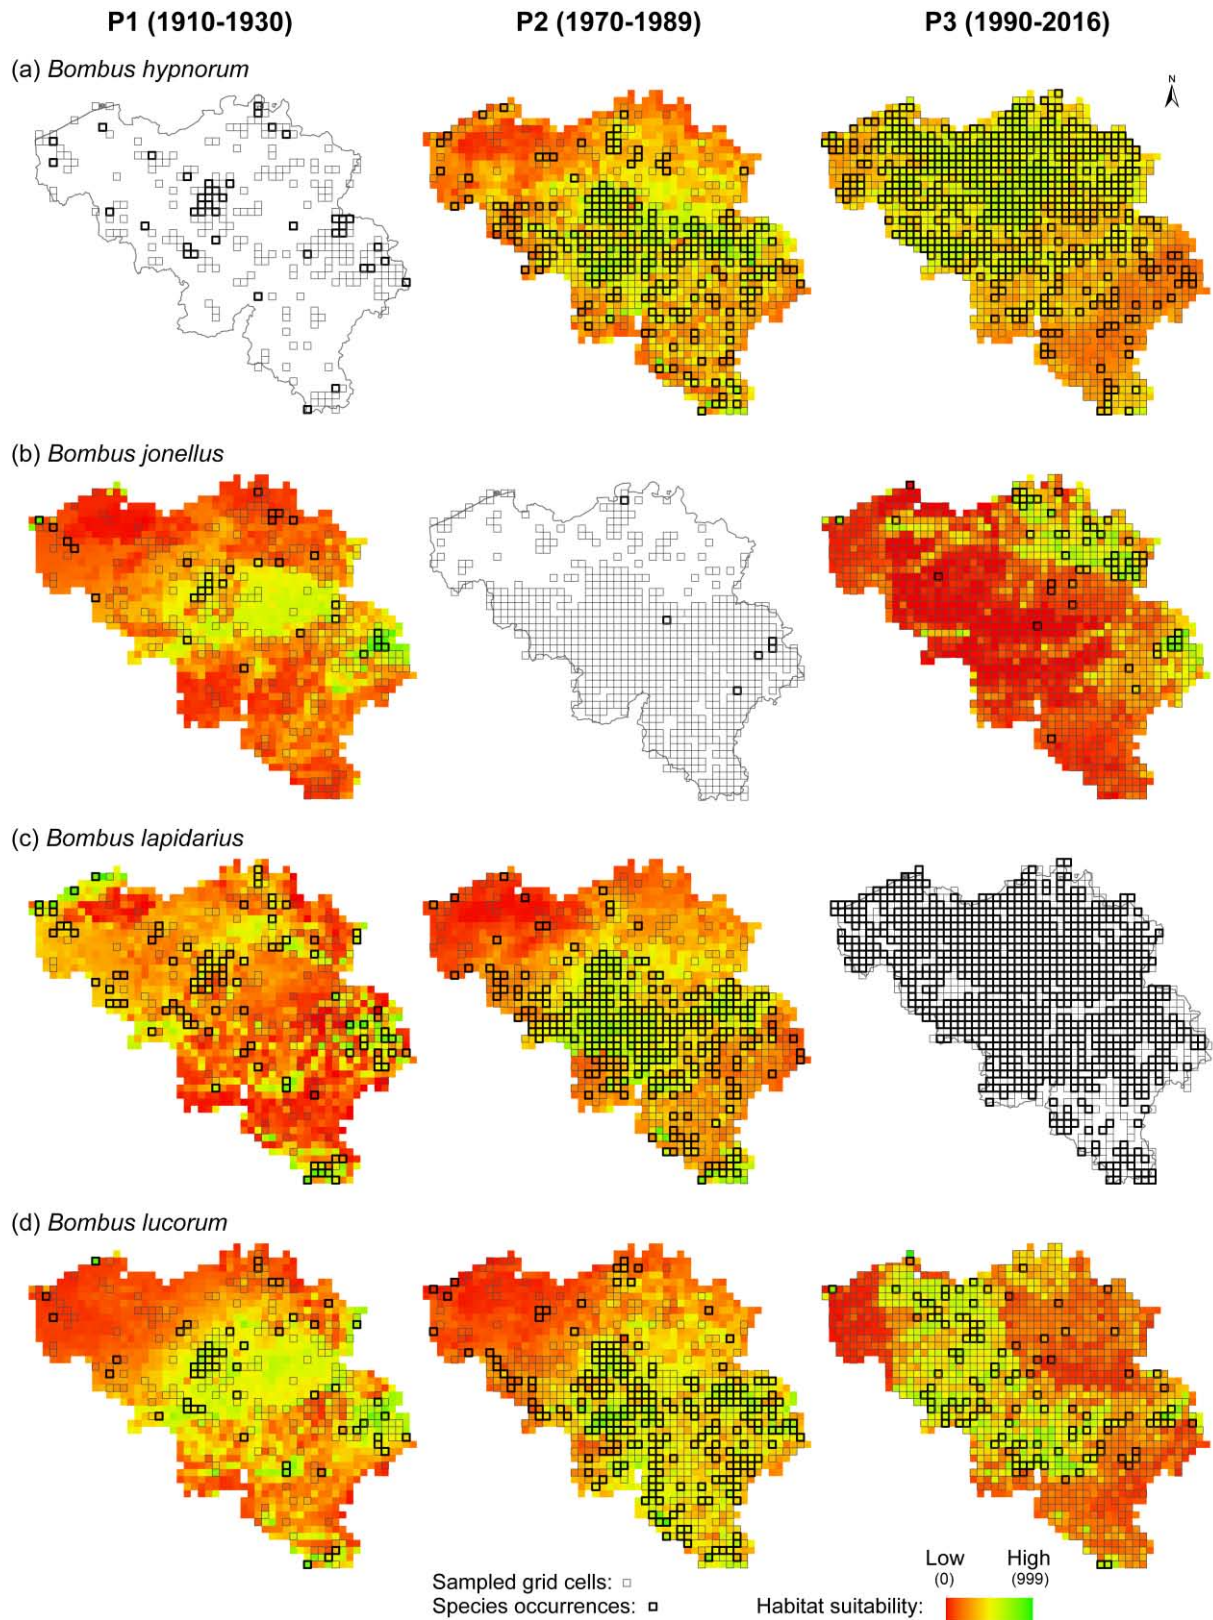 P1 (1910-1930) P2 (1970-1989) P3 (1990-2016)
(a) Bombus hypnorum
N
(b) Bombus jonellus
(c) Bombus lapidarius
(d) Bombus lucorum
Low High
(0) (999)
Sampled grid cells:
Species occurrences:
Habitat suitability: